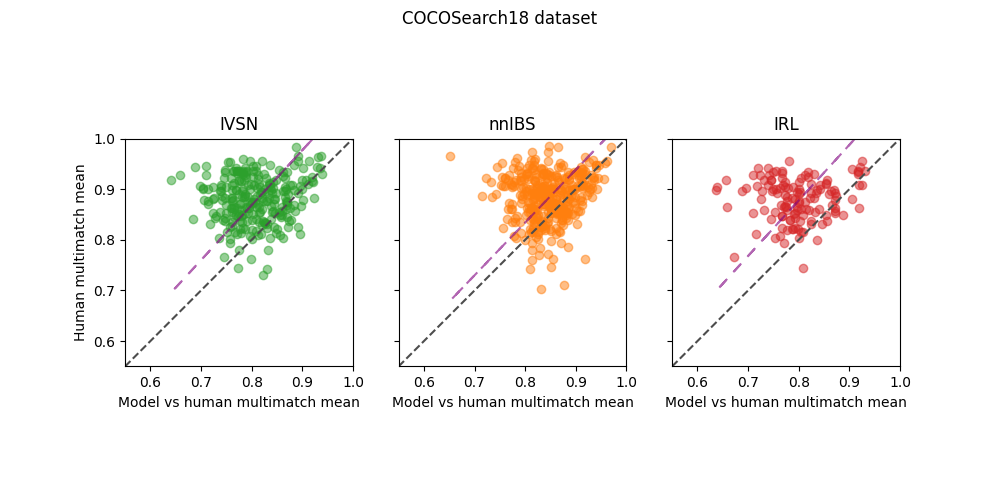 COCOSearch18 dataset
IVSN
nnIBS
IRL
1.0
0.9
0.8
0.7
0.6
Human multimatch mean
0.6 0.7 0.8 0.9 1.0
0.6 0.7 0.8 0.9 1.0
0.6 0.7 0.8 0.9 1.0
Model vs human multimatch mean
Model vs human multimatch mean
Model vs human multimatch mean